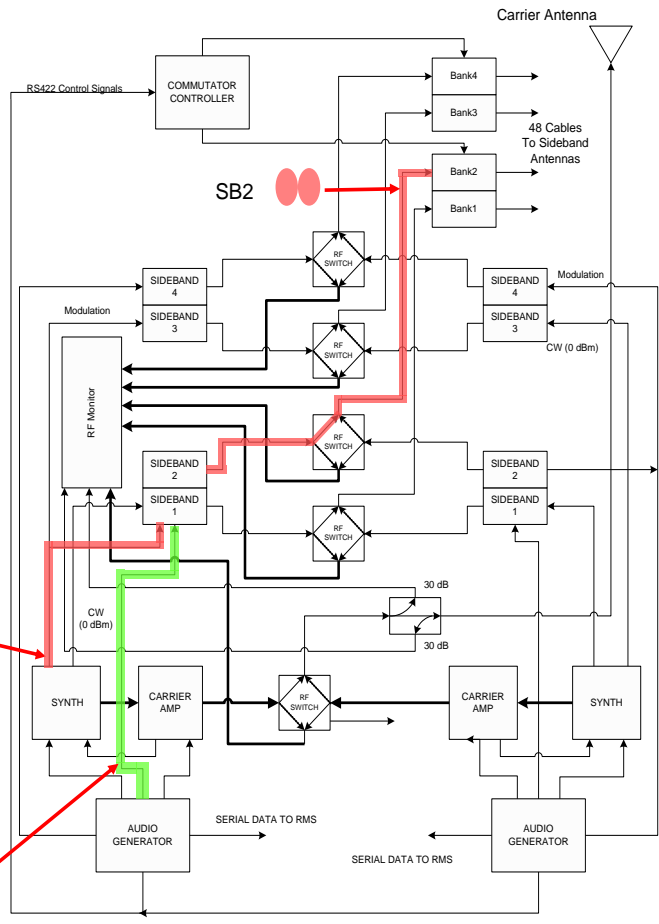 Carrier Antenna
COMMUTATOR
CONTROLLER
RS422 Control Signals
Bank4
Bank3
48 Cables
To Sideband
Antennas
Bank2
Bank1
SB2
RF
SWITCH
SIDEBAND
4
SIDEBAND
3
Modulation
SIDEBAND
4
SIDEBAND
3
Modulation
CW (0 dBm)
RF
SWITCH
RF Monitor
RF
SWITCH
SIDEBAND
2
SIDEBAND
1
SIDEBAND
2
SIDEBAND
1
RF
SWITCH
CW
(0 dBm)
30 dB
30 dB
SYNTH
CARRIER
AMP
RF
SWITCH
CARRIER
AMP
SYNTH
AUDIO
GENERATOR
SERIAL DATA TO RMS
SERIAL DATA TO RMS
AUDIO
GENERATOR